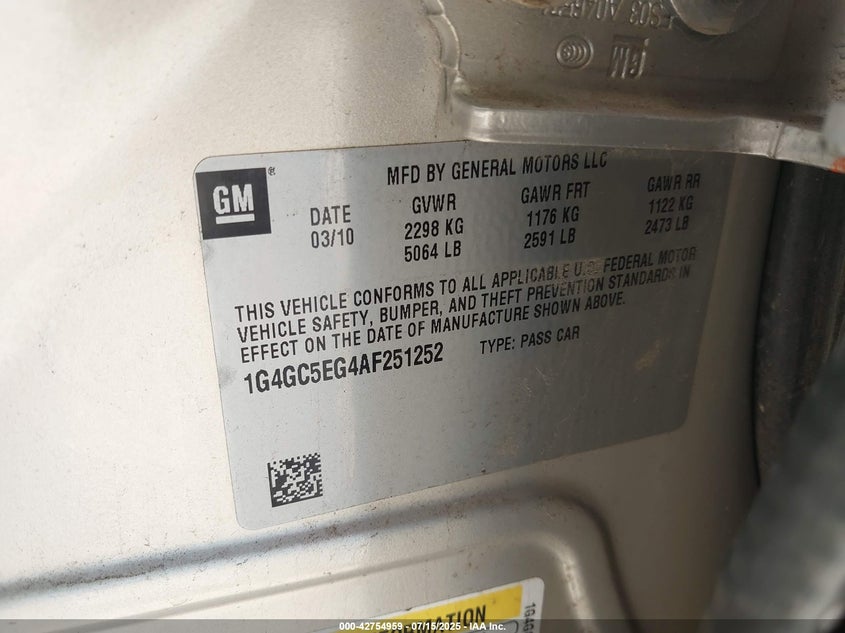 GM
GM
®
MFD BY GENERAL MOTORS LLC
DATE
03/10
GVWR
2298 KG
5064 LB
GAWR FRT
1176 KG
2591 LB
GAWR RR
1122 KG
2473 LB
THIS VEHICLE CONFORMS TO ALL APPLICABLE U.S. FEDERAL MOTOR
VEHICLE SAFETY, BUMPER, AND THEFT PREVENTION STANDARDS IN
EFFECT ON THE DATE OF MANUFACTURE SHOWN ABOVE.
1G4GC5EG4AF251252
TYPE: PASS CAR
000-42754959 - 07/15/2025 - IAA Inc.